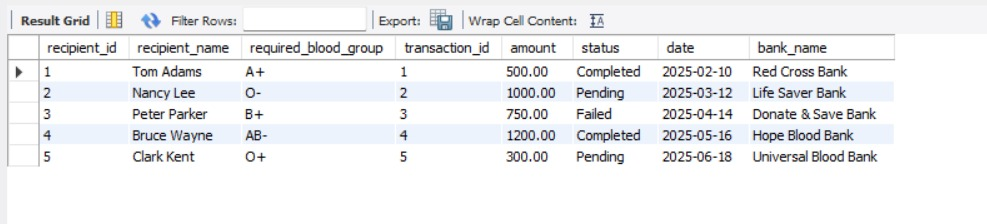 Result Grid Filter Rows: Export: Wrap Cell Content:
recipient_id recipient_name required_blood_group transaction_id amount status date bank_name
1 Tom Adams A+ 1 500.00 Completed 2025-02-10 Red Cross Bank
2 Nancy Lee O- 2 1000.00 Pending 2025-03-12 Life Saver Bank
3 Peter Parker B+ 3 750.00 Failed 2025-04-14 Donate & Save Bank
4 Bruce Wayne AB- 4 1200.00 Completed 2025-05-16 Hope Blood Bank
5 Clark Kent O+ 5 300.00 Pending 2025-06-18 Universal Blood Bank